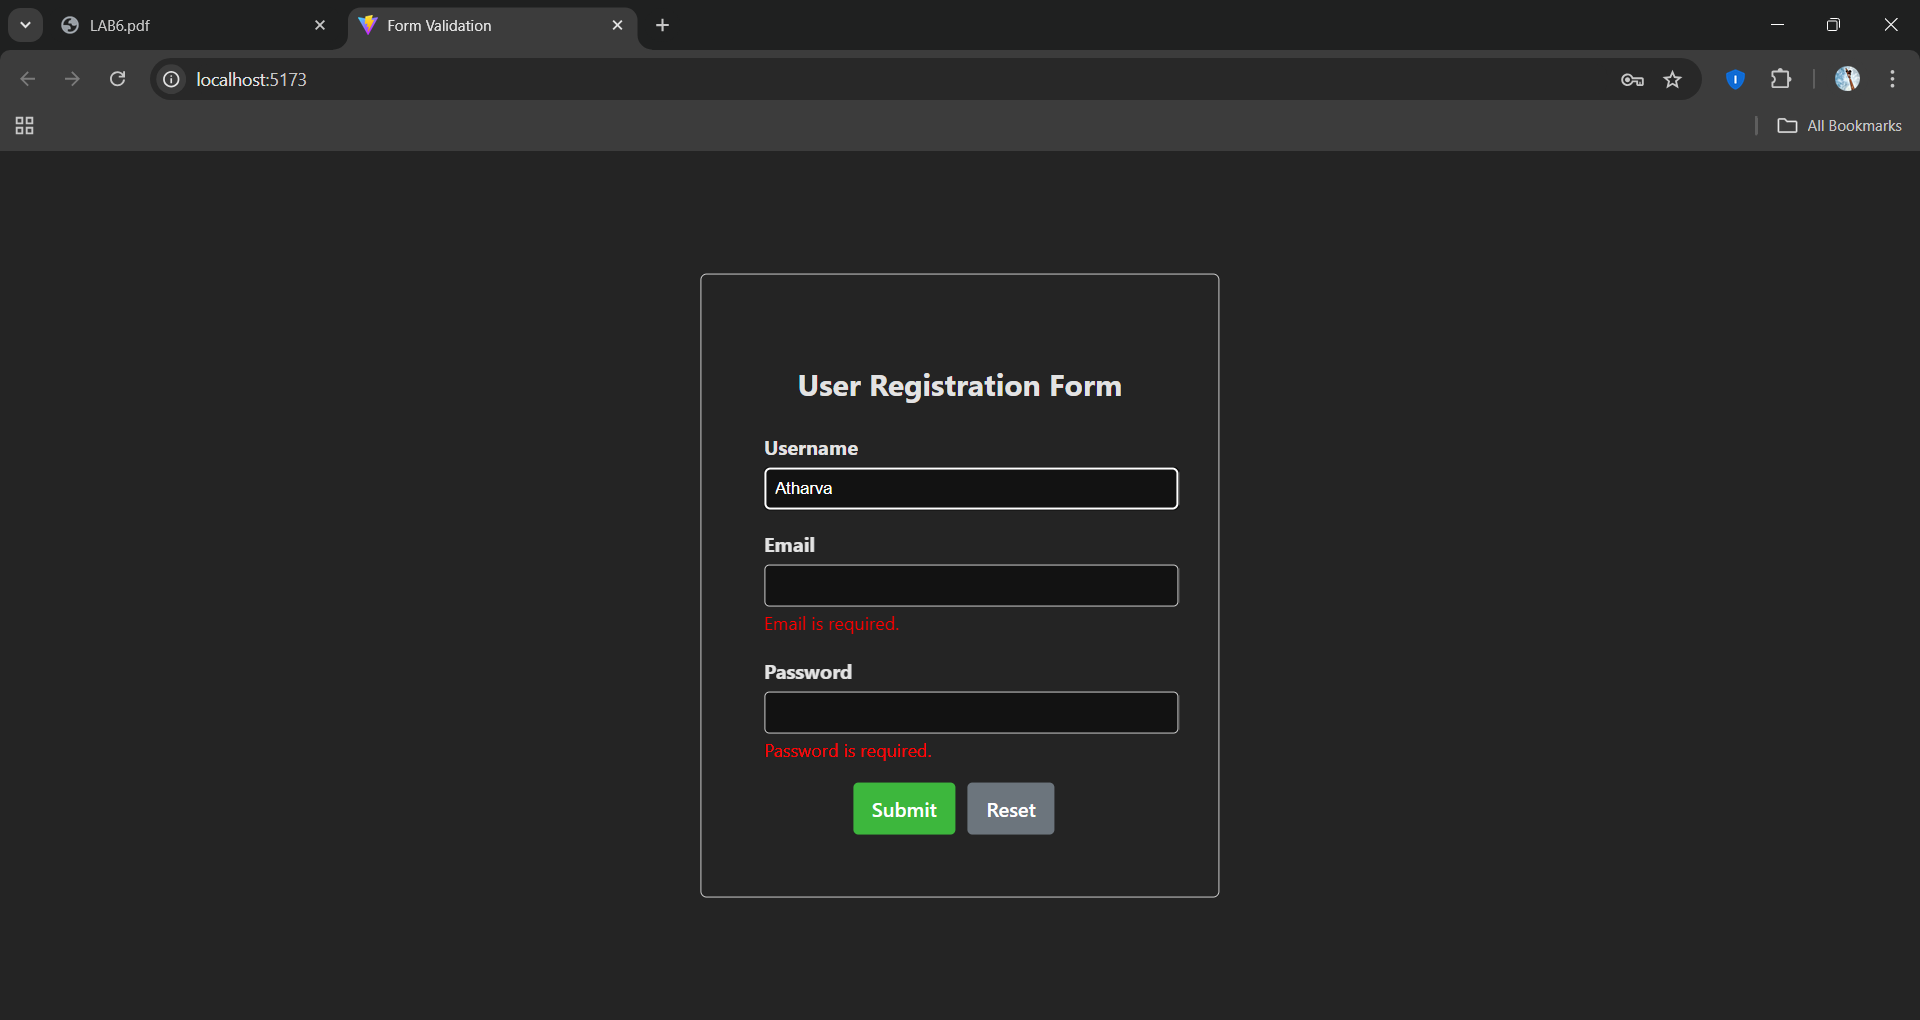 LAB6.pdf
Form Validation
localhost:5173
All Bookmarks
User Registration Form
Username
Atharva
Email
Email is required.
Password
Password is required.
Submit Reset